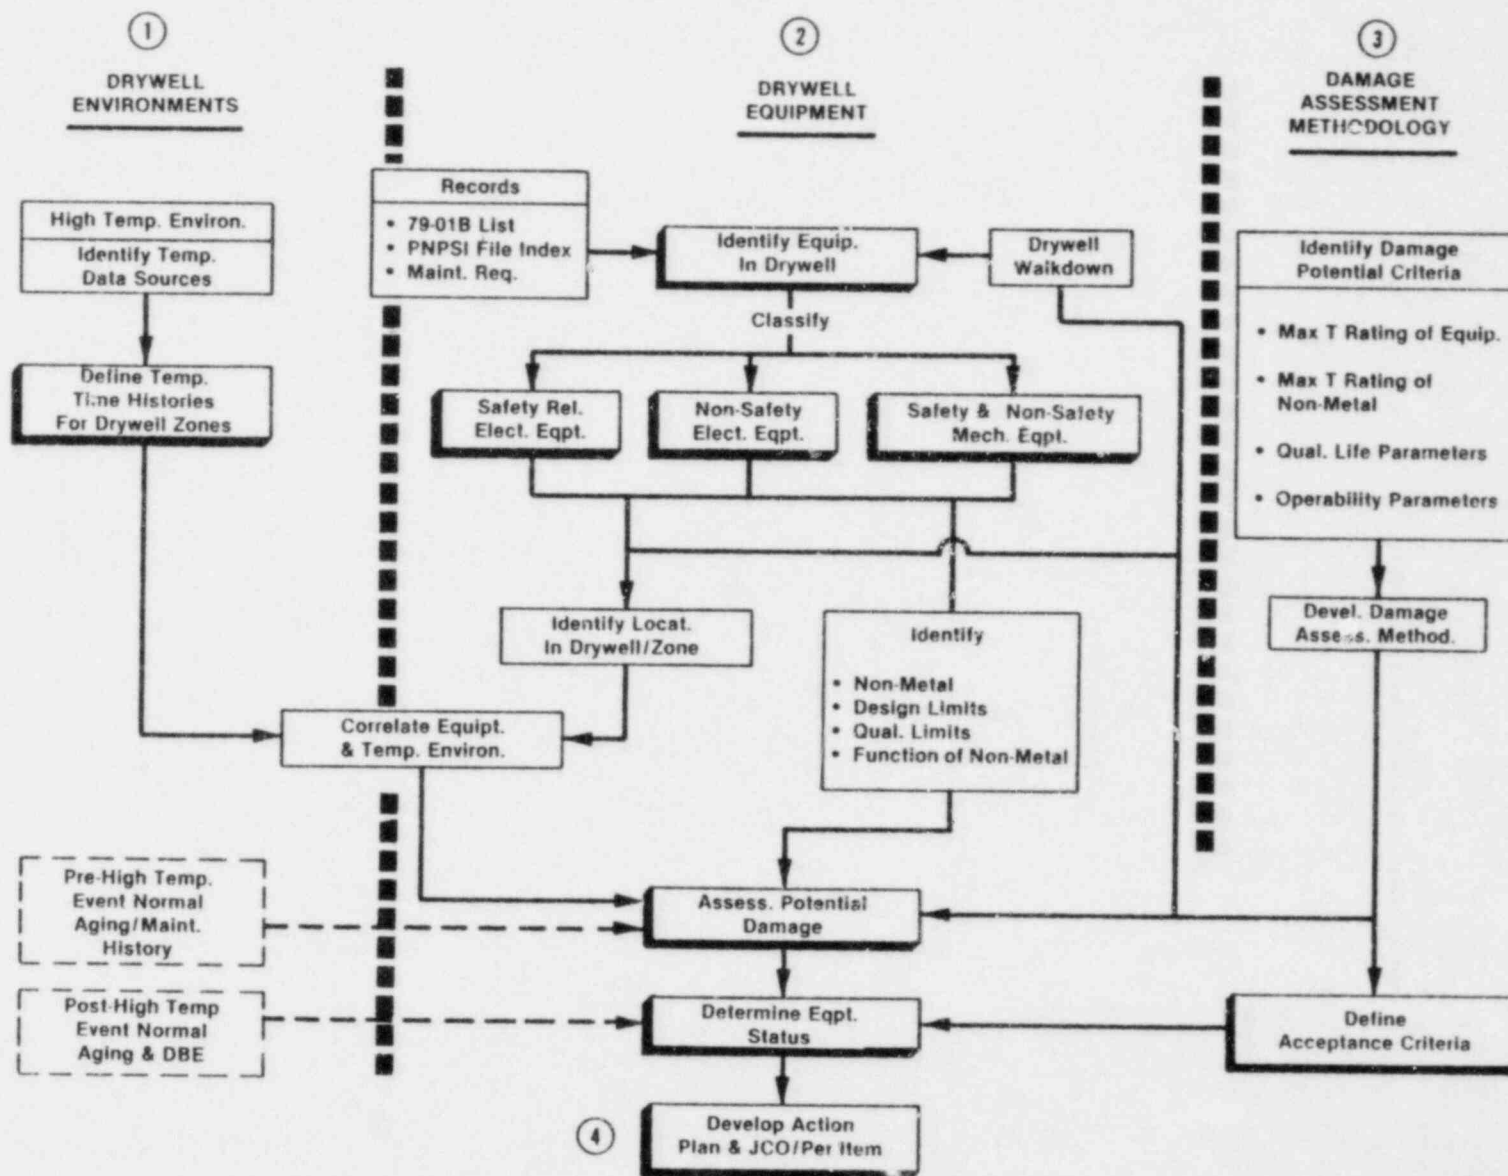 1
DRYWELL
ENVIRONMENTS
High Temp. Environ.
Identify Temp.
Data Sources
Define Temp.
Time Histories
For Drywell Zones
2
DRYWELL
EQUIPMENT
Records
• 79-01B List
• PNPSI File Index
• Maint. Req.
Identify Equip.
In Drywell
Drywell
Walkdown
Classify
Safety Rel.
Elect. Eqpt.
Non-Safety
Elect. Eqpt.
Safety & Non-Safety
Mech. Eqpt.
Identify Locat.
In Drywell/Zone
Identify
• Non-Metal
• Design Limits
• Qual. Limits
• Function of Non-Metal
Correlate Equipt.
& Temp. Environ.
3
DAMAGE
ASSESSMENT
METHODOLOGY
Identify Damage
Potential Criteria
• Max T Rating of Equip.
• Max T Rating of
Non-Metal
• Qual. Life Parameters
• Operability Parameters
Devel. Damage
Assess. Method.
Pre-High Temp.
Event Normal
Aging/Maint.
History
Assess. Potential
Damage
Post-High Temp
Event Normal
Aging & DBE
Determine Eqpt.
Status
Define
Acceptance Criteria
4
Develop Action
Plan & JCO/Per Item